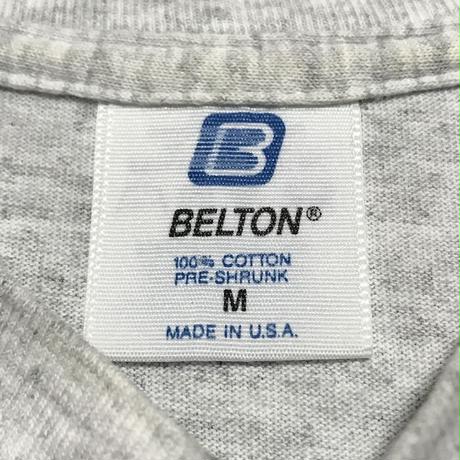 B
BELTON®
100% COTTON
PRE-SHRUNK
M
MADE IN U.S.A.